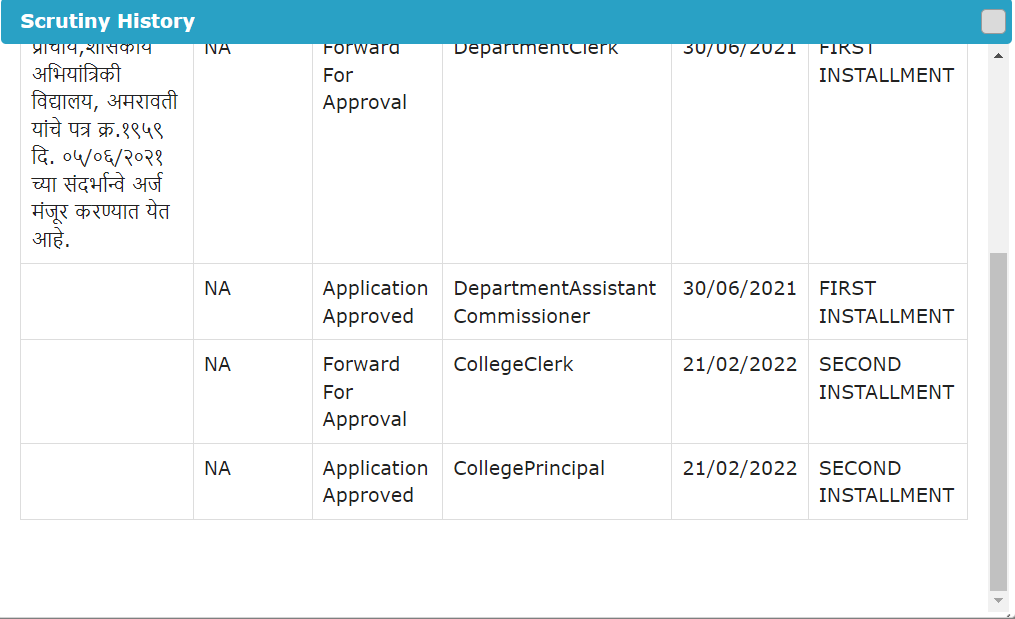 Scrutiny History
प्राचार्य,शासकीय
अभियांत्रिकी
विद्यालय, अमरावती
यांचे पत्र क्र.१९५९
दि. ०५/०६/२०२१
च्या संदर्भान्वे अर्ज
मंजूर करण्यात येत
आहे.
NA
Forward
For
Approval
DepartmentClerk
30/06/2021
FIRST
INSTALLMENT
NA
Application
Approved
DepartmentAssistant
Commissioner
30/06/2021
FIRST
INSTALLMENT
NA
Forward
For
Approval
CollegeClerk
21/02/2022
SECOND
INSTALLMENT
NA
Application
Approved
CollegePrincipal
21/02/2022
SECOND
INSTALLMENT